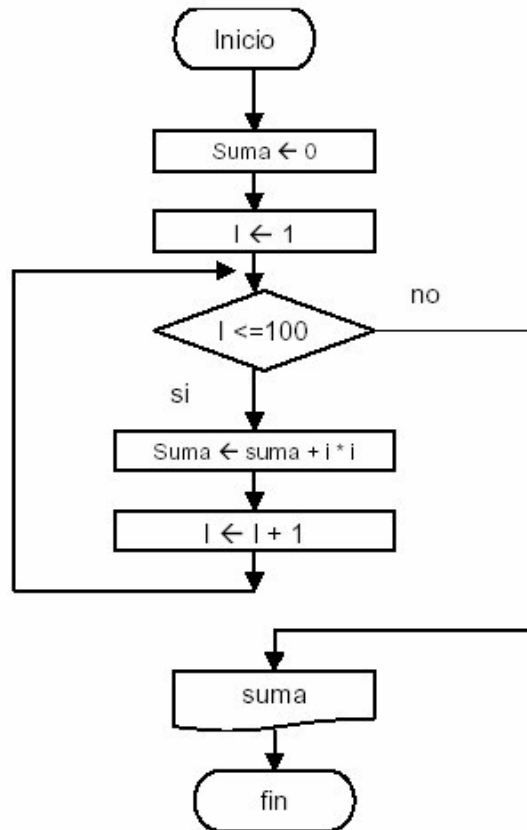 Inicio
Suma ← 0
I ← 1
I <=100
no
si
Suma ← suma + i * i
I ← I + 1
suma
fin